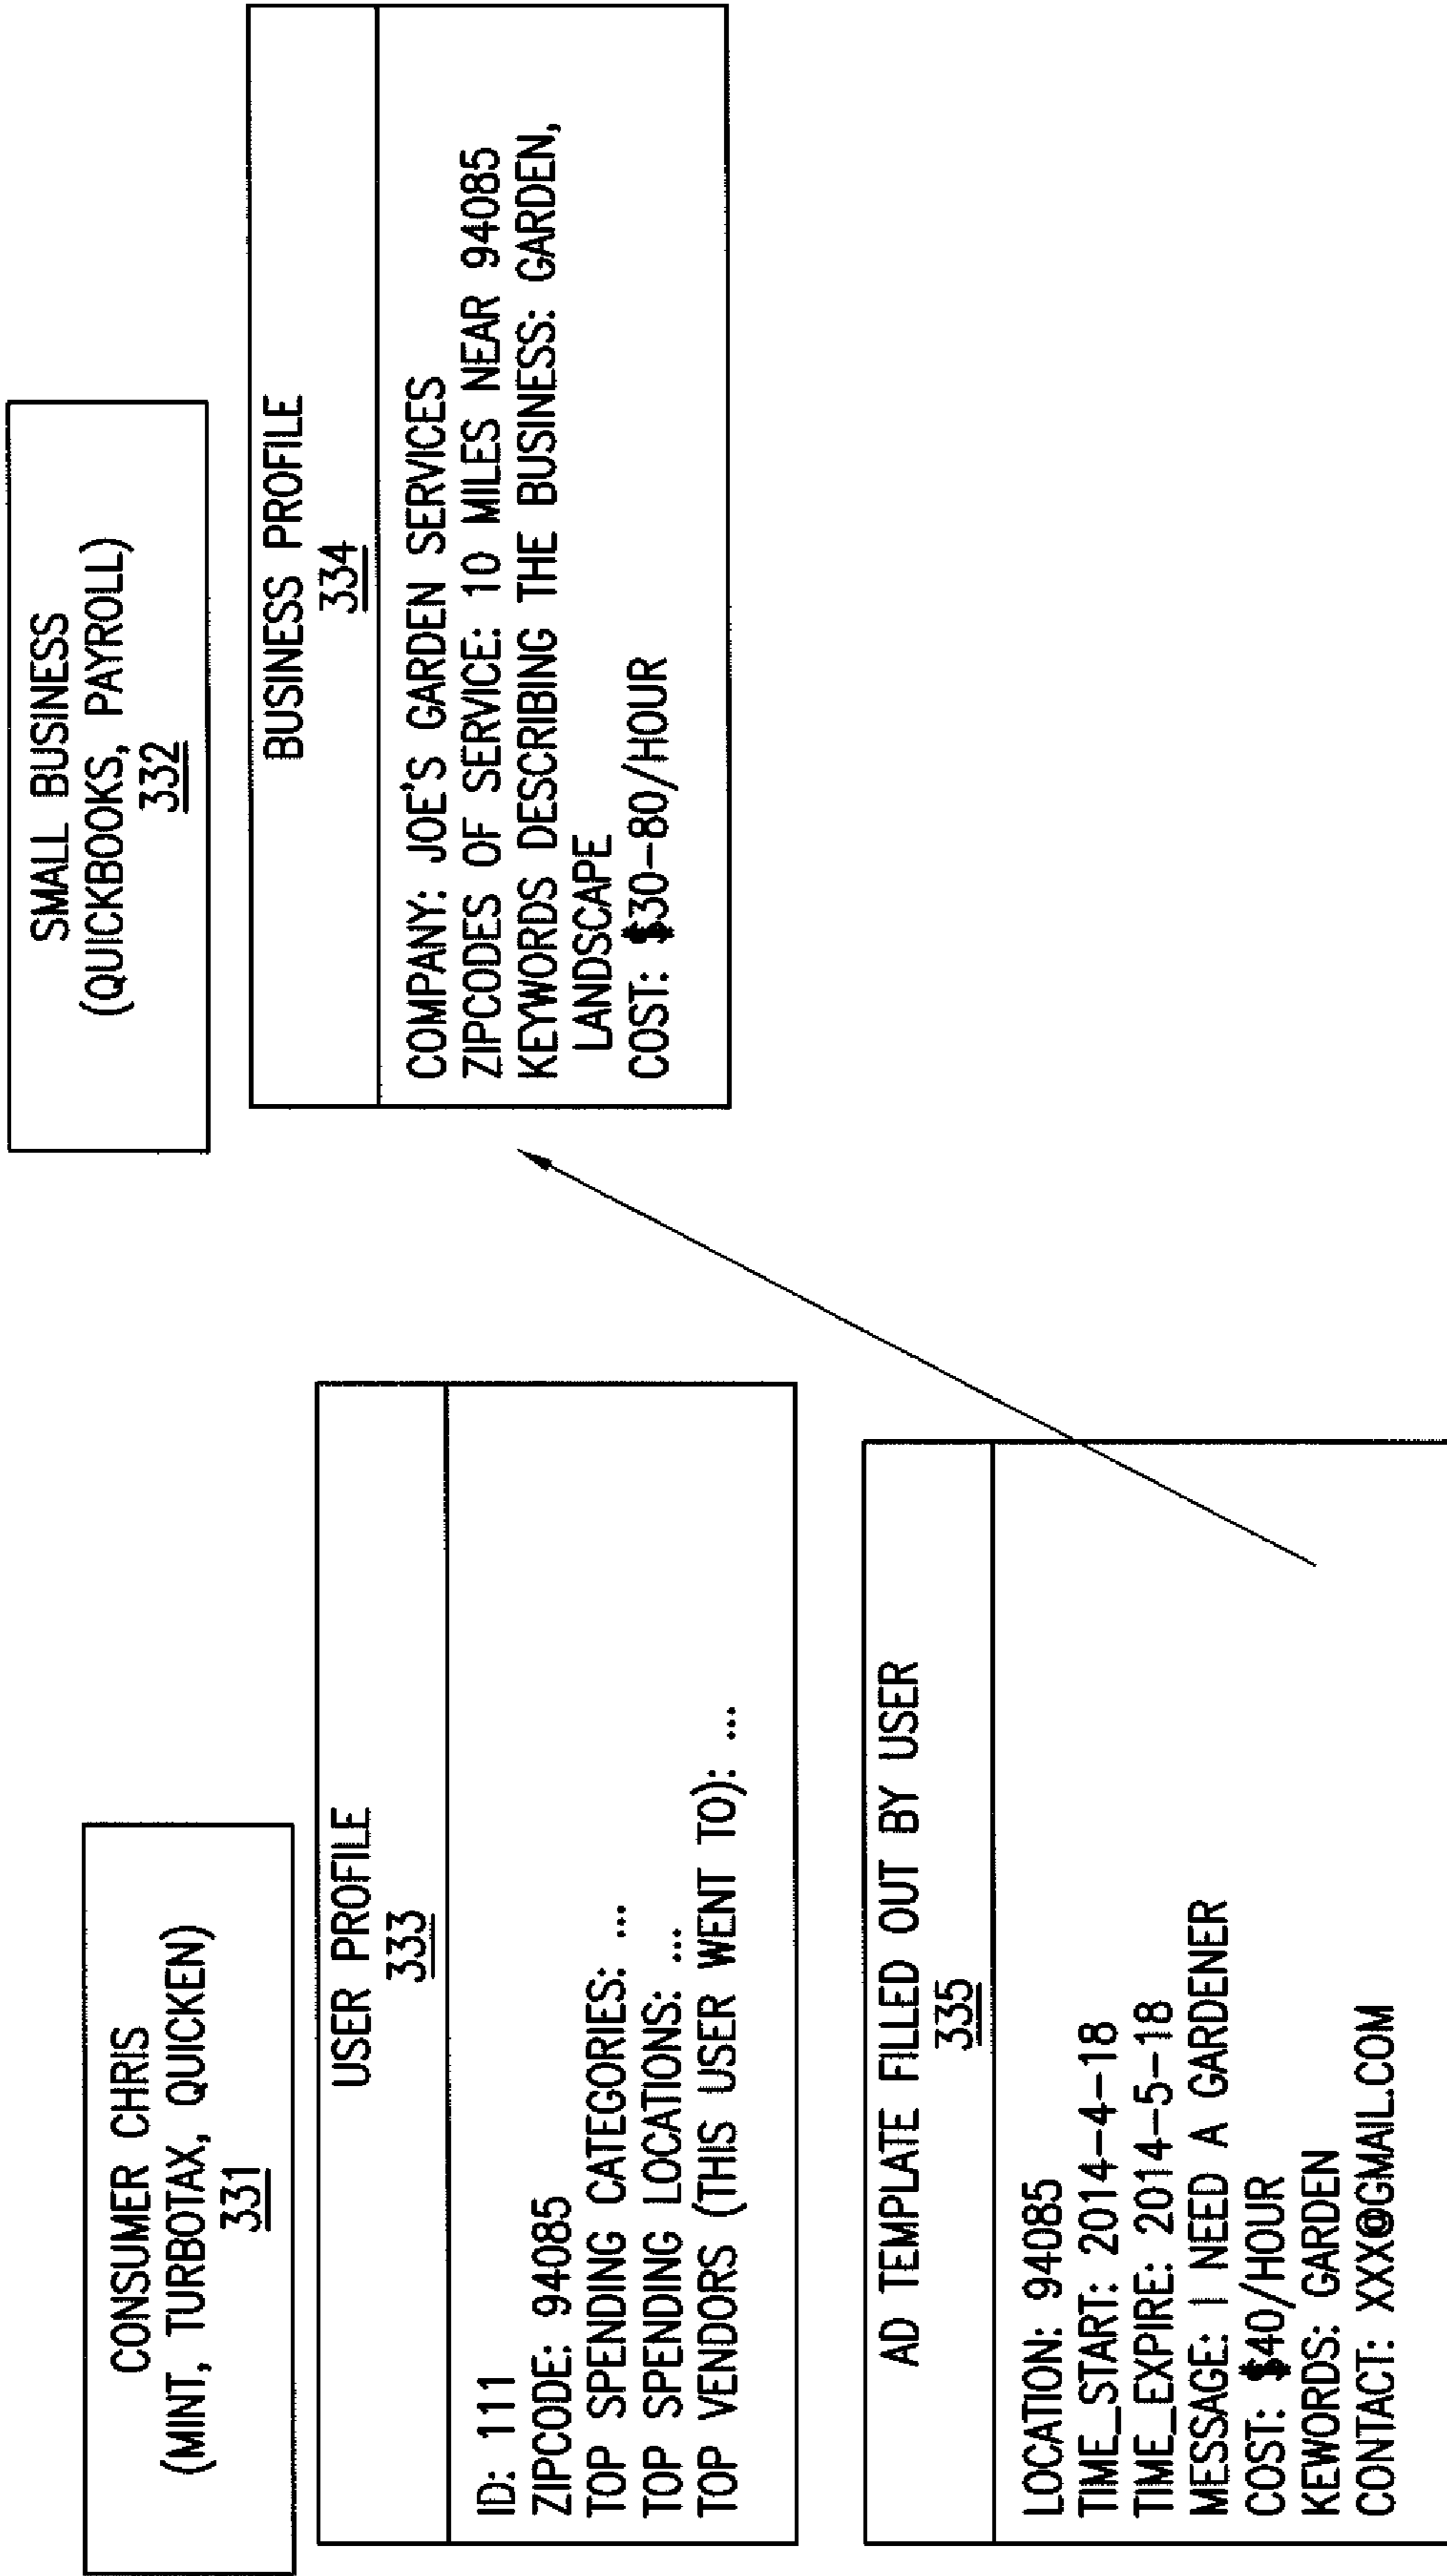 CONSUMER CHRIS
(MINT, TURBOTAX, QUICKEN)
331
USER PROFILE
333
ID: 111
ZIPCODE: 94085
TOP SPENDING CATEGORIES: ...
TOP SPENDING LOCATIONS: ...
TOP VENDORS (THIS USER WENT TO): ...
AD TEMPLATE FILLED OUT BY USER
335
LOCATION: 94085
TIME_START: 2014-4-18
TIME_EXPIRE: 2014-5-18
MESSAGE: I NEED A GARDENER
COST: $40/HOUR
KEWORDS: GARDEN
CONTACT: XXX@GMAIL.COM
SMALL BUSINESS
(QUICKBOOKS, PAYROLL)
332
BUSINESS PROFILE
334
COMPANY: JOE'S GARDEN SERVICES
ZIPCODES OF SERVICE: 10 MILES NEAR 94085
KEYWORDS DESCRIBING THE BUSINESS: GARDEN,
LANDSCAPE
COST: $30-80/HOUR